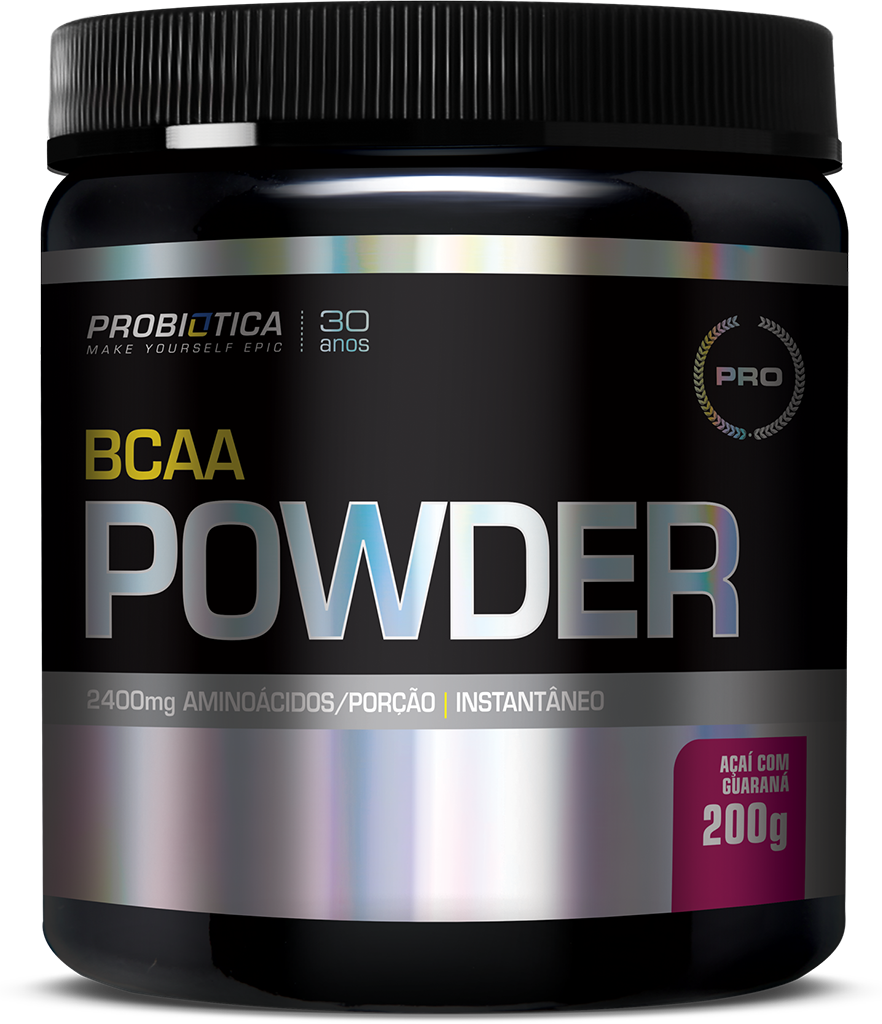 PROBIOTICA
MAKE YOURSELF EPIC
30
anos
PRO
BCAA
POWDER
2400mg AMINOÁCIDOS/PORÇÃO | INSTANTÂNEO
AÇAÍ COM
GUARANÁ
200g